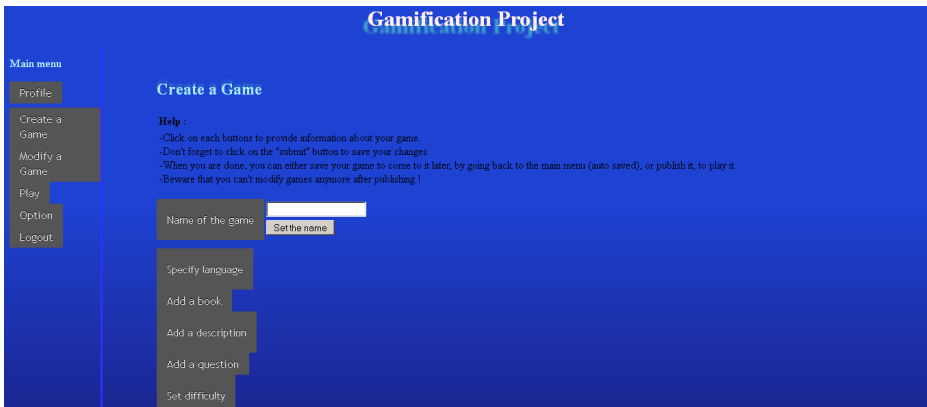 Gamification Project
Main menu
Profile
Create a
Game
Modify a
Game
Play
Option
Logout
Create a Game
Help :
-Click on each buttons to provide information about your game.
-Don't forget to click on the "submit" button to save your changes.
-When you are done, you can either save your game to come to it later, by going back to the main menu (auto saved), or publish it, to play it.
-Beware that you can't modify games anymore after publishing !
Name of the game
Set the name
Specify language
Add a book
Add a description
Add a question
Set difficulty